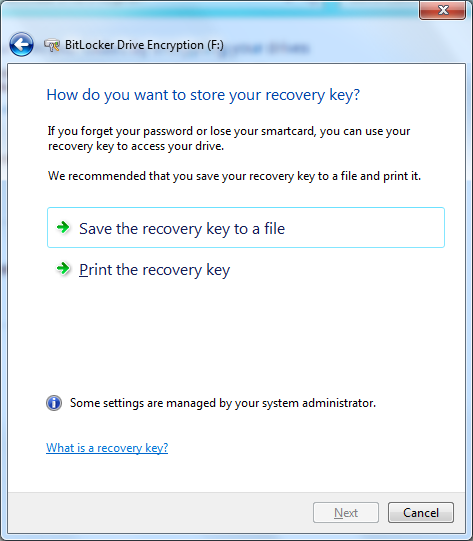 BitLocker Drive Encryption (F:)
How do you want to store your recovery key?
If you forget your password or lose your smartcard, you can use your
recovery key to access your drive.
We recommended that you save your recovery key to a file and print it.
Save the recovery key to a file
Print the recovery key
Some settings are managed by your system administrator.
What is a recovery key?
Next
Cancel